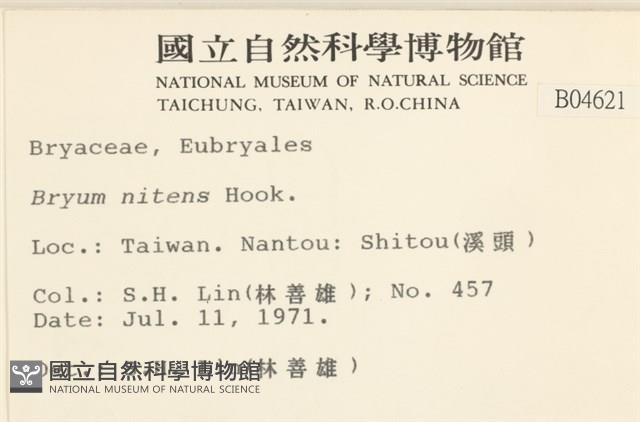 國立自然科學博物館
NATIONAL MUSEUM OF NATURAL SCIENCE
TAICHUNG, TAIWAN, R.O.CHINA
B04621
Bryaceae, Eubryales
Bryum nitens Hook.
Loc.: Taiwan. Nantou: Shitou(溪頭)
Col.: S.H. Lin(林善雄); No. 457
Date: Jul. 11, 1971.
(林善雄)
國立自然科學博物館
NATIONAL MUSEUM OF NATURAL SCIENCE